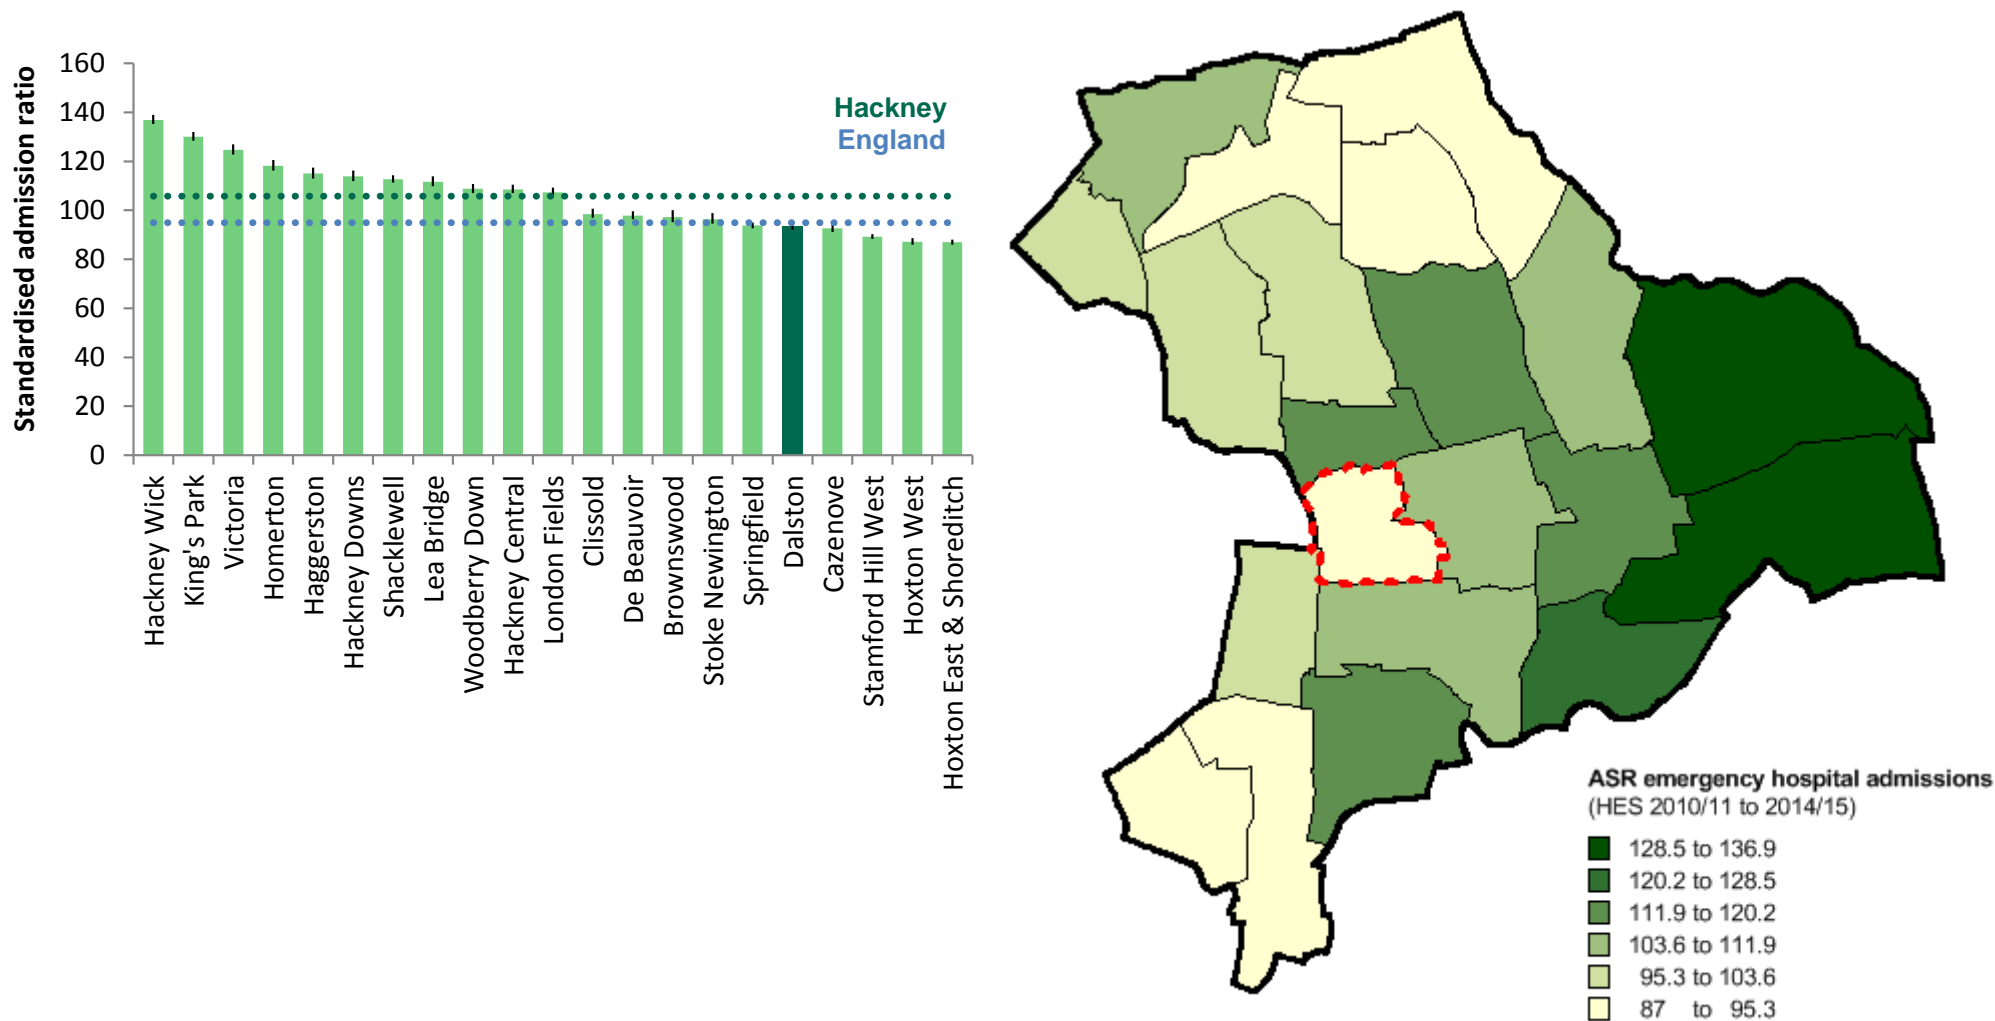 Standardised admission ratio
160
140
120
100
80
60
40
20
0
Hackney
England
Hackney Wick
King's Park
Victoria
Homerton
Haggerston
Hackney Downs
Shacklewell
Lea Bridge
Woodberry Down
Hackney Central
London Fields
Clissold
De Beauvoir
Brownswood
Stoke Newington
Springfield
Dalston
Cazenove
Stamford Hill West
Hoxton West
Hoxton East & Shoreditch
ASR emergency hospital admissions
(HES 2010/11 to 2014/15)
128.5 to 136.9
120.2 to 128.5
111.9 to 120.2
103.6 to 111.9
95.3 to 103.6
87 to 95.3